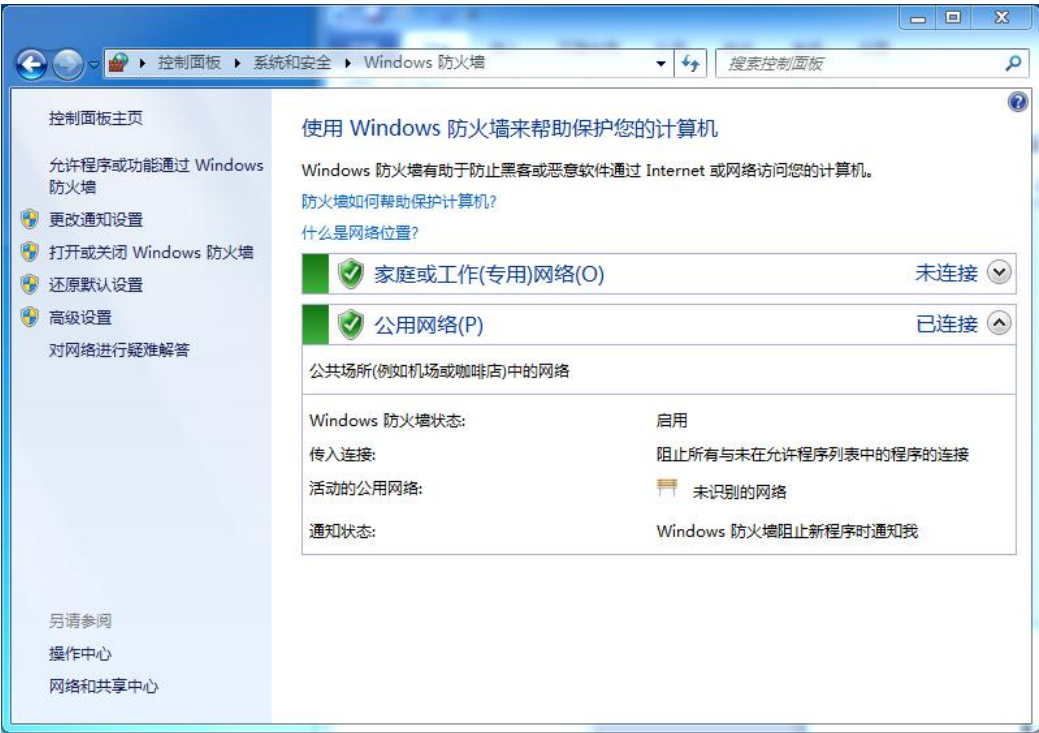 控制面板 系统和安全 Windows 防火墙
搜索控制面板
控制面板主页
允许程序或功能通过 Windows
防火墙
更改通知设置
打开或关闭 Windows 防火墙
还原默认设置
高级设置
对网络进行疑难解答
另请参阅
操作中心
网络和共享中心
使用 Windows 防火墙来帮助保护您的计算机
Windows 防火墙有助于防止黑客或恶意软件通过 Internet 或网络访问您的计算机。
防火墙如何帮助保护计算机?
什么是网络位置?
家庭或工作(专用)网络(O) 未连接
公用网络(P) 已连接
公共场所(例如机场或咖啡店)中的网络
Windows 防火墙状态: 启用
传入连接: 阻止所有与未在允许程序列表中的程序的连接
活动的公用网络: 未识别的网络
通知状态: Windows 防火墙阻止新程序时通知我